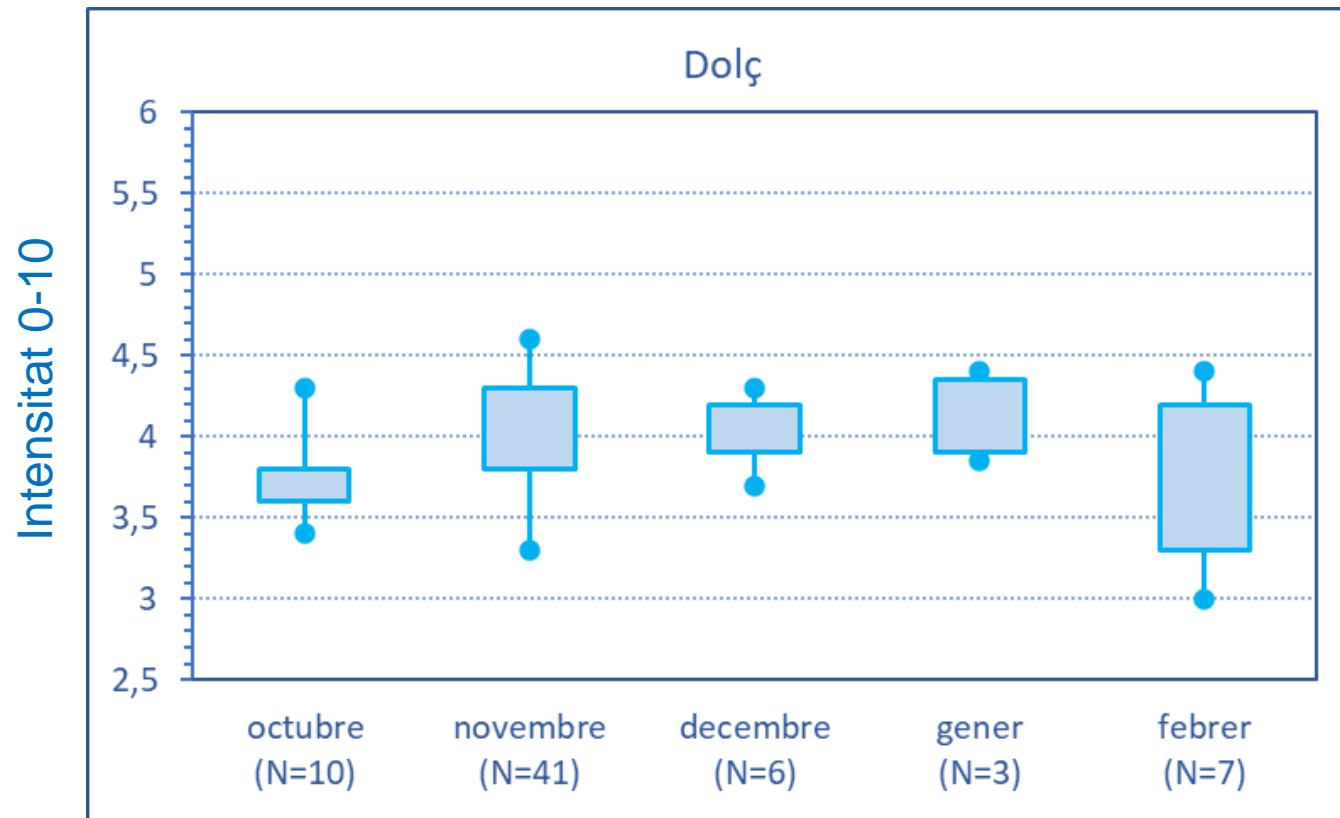 Dolç
Intensitat 0-10
6
5,5
5
4,5
4
3,5
3
2,5
octubre novembre decembre gener febrer
(N=10) (N=41) (N=6) (N=3) (N=7)